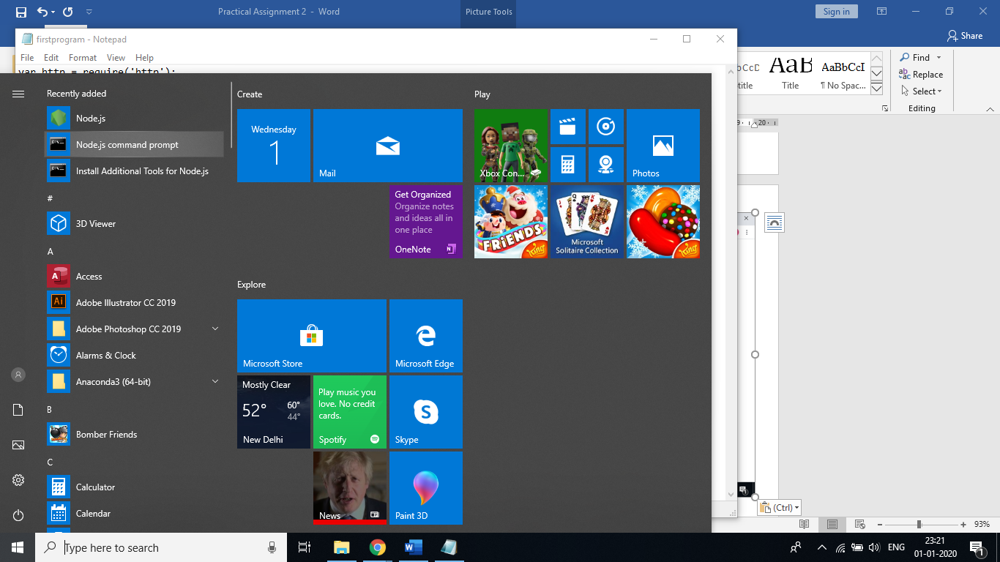 Practical Assignment 2 - Word
Picture Tools
Sign in
Share
firstprogram - Notepad
File Edit Format View Help
var http = require('http');
Title
AaB
AaBbCcI
Title
¶ No Spac...
Find
Replace
Select
Editing
20
Recently added
Node.js
Node.js command prompt
Install Additional Tools for Node.js
#
3D Viewer
A
Access
Adobe Illustrator CC 2019
Adobe Photoshop CC 2019
Alarms & Clock
Anaconda3 (64-bit)
B
Bomber Friends
C
Calculator
Calendar
Create
Wednesday
1
Mail
Get Organized
Organize notes
and ideas all in
one place
OneNote
Explore
Microsoft Store
Microsoft Edge
Mostly Clear
52° 60°
44°
New Delhi
Play music you
love. No credit
cards.
Spotify
Skype
News
Paint 3D
Play
Xbox Con...
Photos
FRIENDS
King
Microsoft
Solitaire Collection
King
(Ctrl)
93%
Type here to search
ENG
23:21
01-01-2020
1